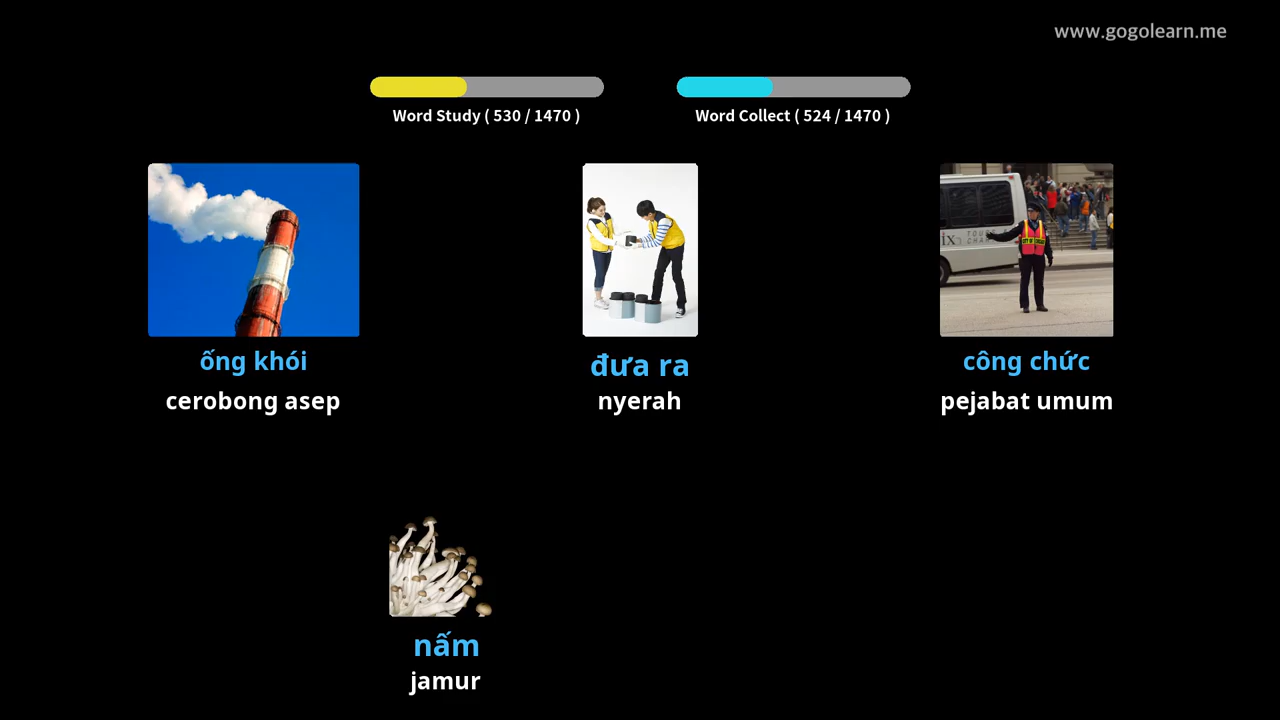 www.gogolearn.me
Word Study ( 530 / 1470 )
Word Collect ( 524 / 1470 )
ống khói
cerobong asep
đưa ra
nyerah
công chức
pejabat umum
nấm
jamur